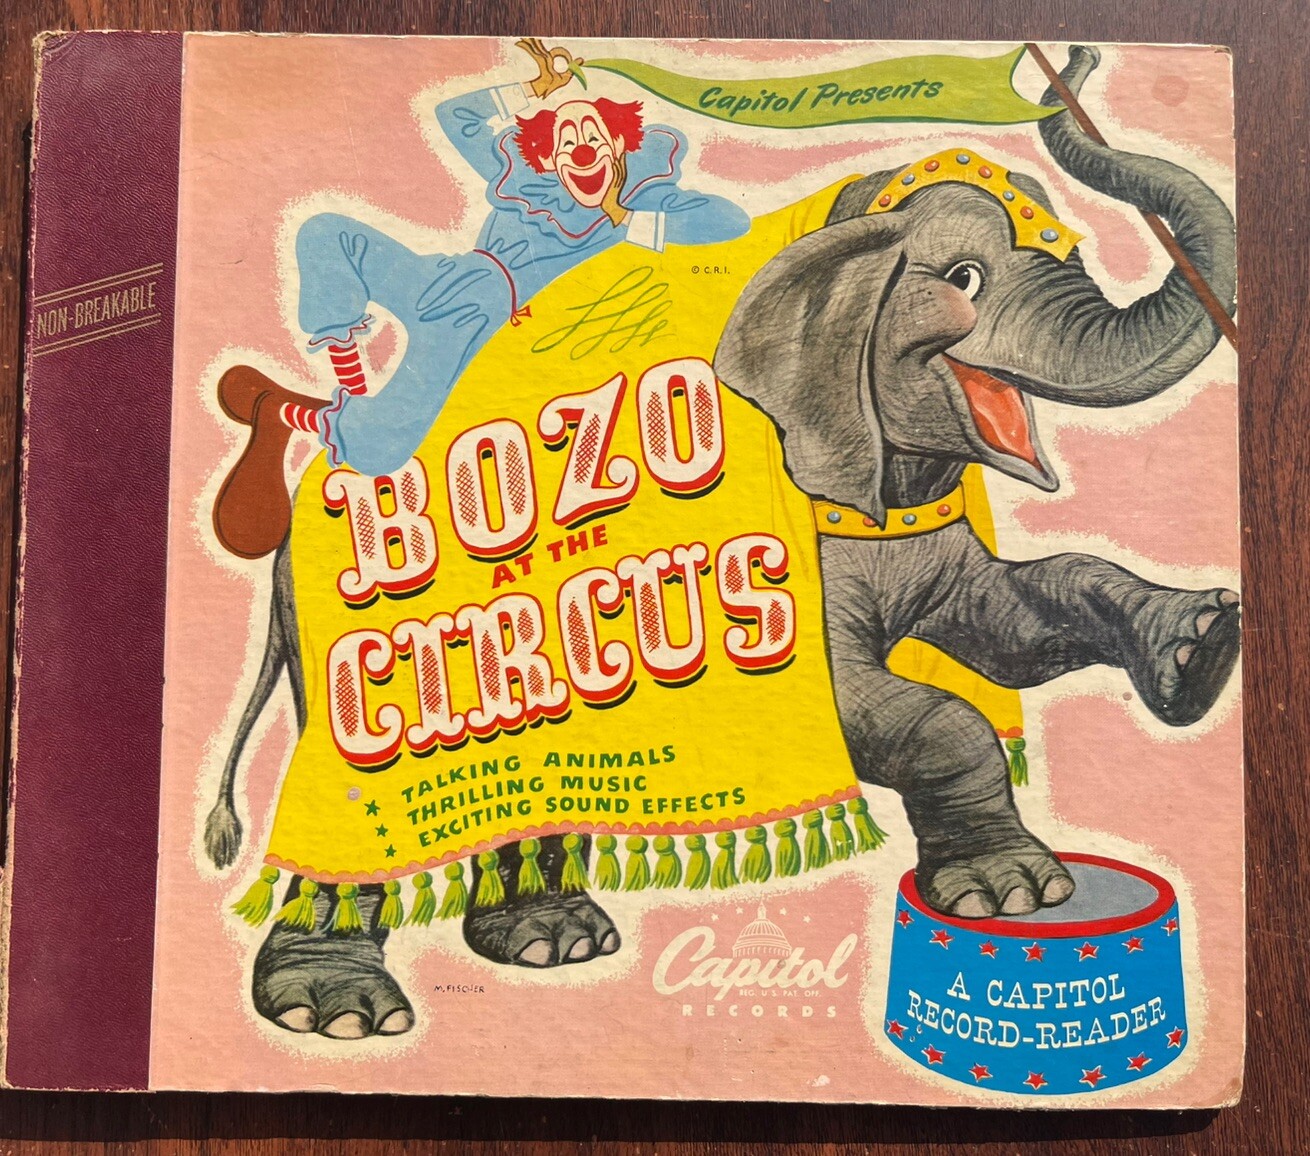 NON-BREAKABLE
Capitol Presents
© C.R.I.
BOZO
AT THE
CIRCUS
★ TALKING ANIMALS
★ THRILLING MUSIC
★ EXCITING SOUND EFFECTS
M. FISCHER
Capitol
REG. U.S. PAT. OFF.
RECORDS
A CAPITOL
RECORD-READER